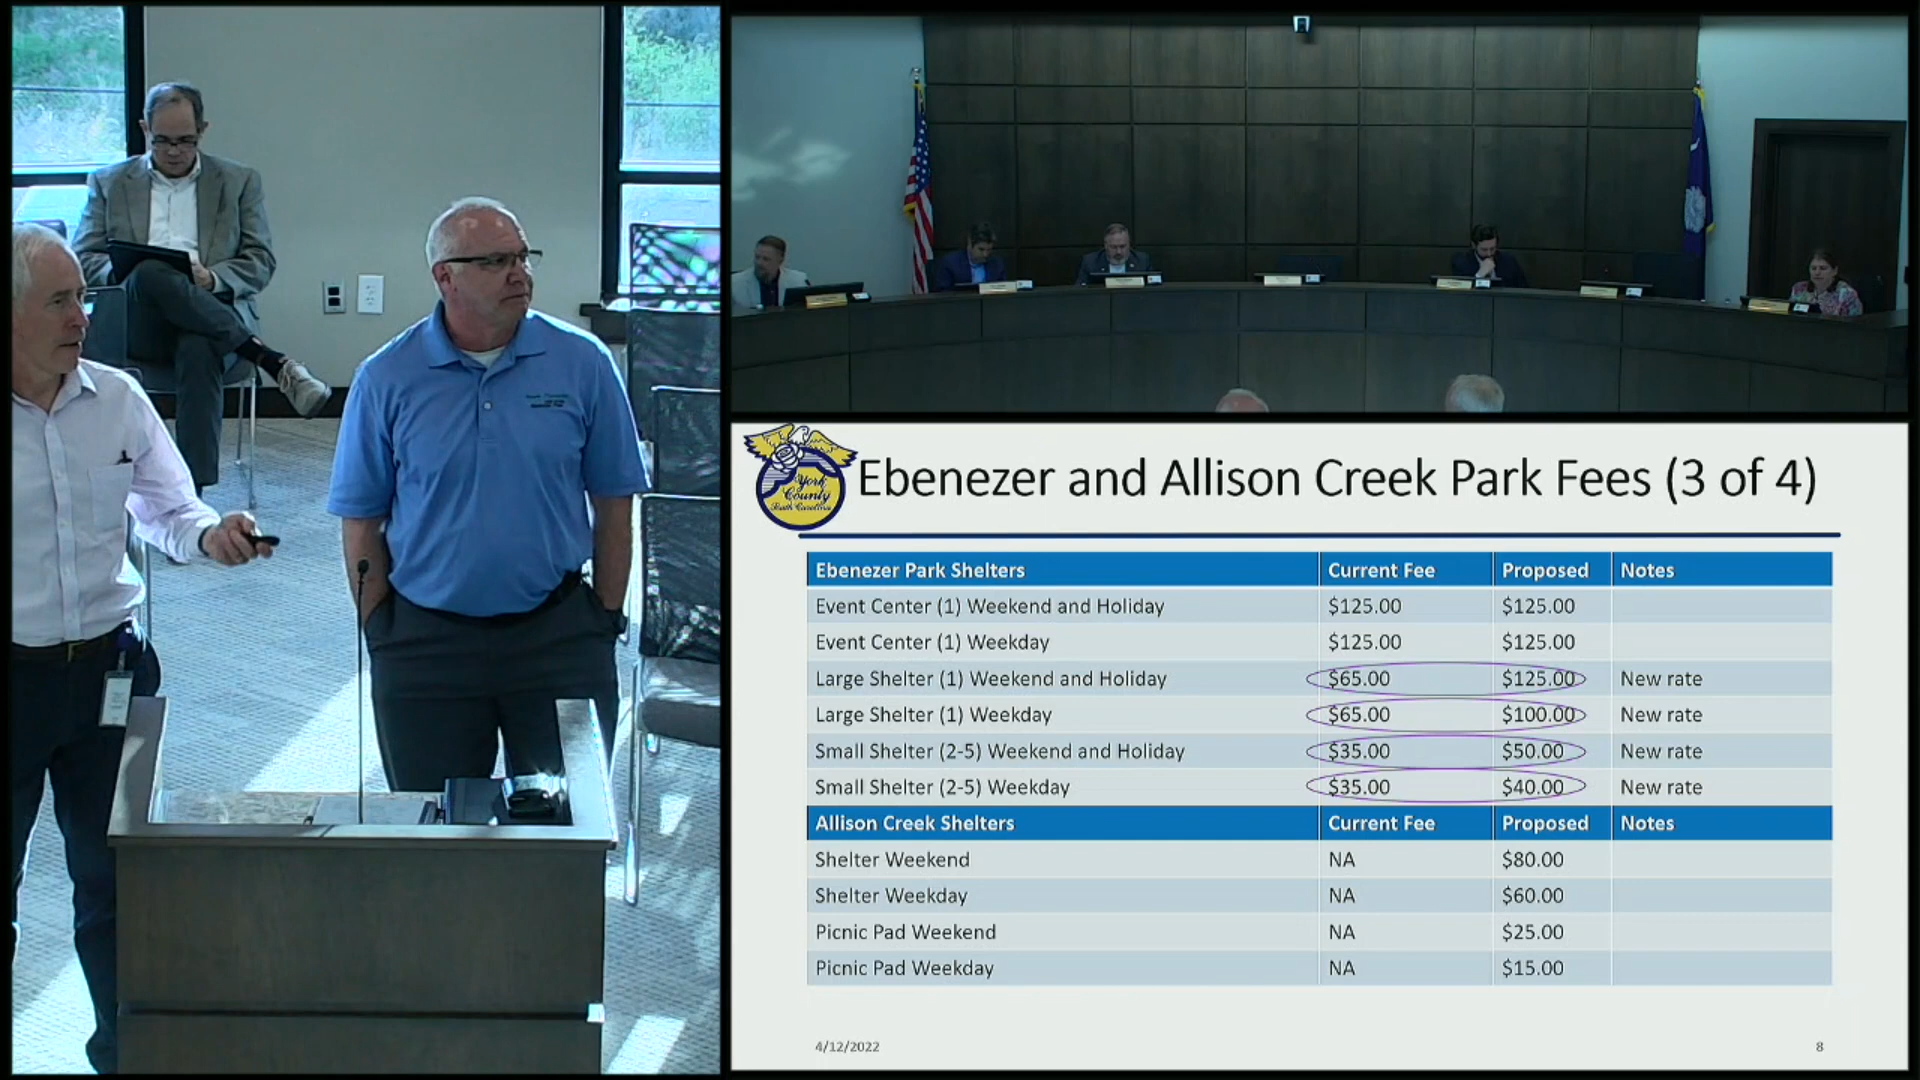 York
County
South Carolina
Ebenezer and Allison Creek Park Fees (3 of 4)
Ebenezer Park Shelters Current Fee Proposed Notes
Event Center (1) Weekend and Holiday $125.00 $125.00
Event Center (1) Weekday $125.00 $125.00
Large Shelter (1) Weekend and Holiday $65.00 $125.00 New rate
Large Shelter (1) Weekday $65.00 $100.00 New rate
Small Shelter (2-5) Weekend and Holiday $35.00 $50.00 New rate
Small Shelter (2-5) Weekday $35.00 $40.00 New rate
Allison Creek Shelters Current Fee Proposed Notes
Shelter Weekend NA $80.00
Shelter Weekday NA $60.00
Picnic Pad Weekend NA $25.00
Picnic Pad Weekday NA $15.00
4/12/2022 8